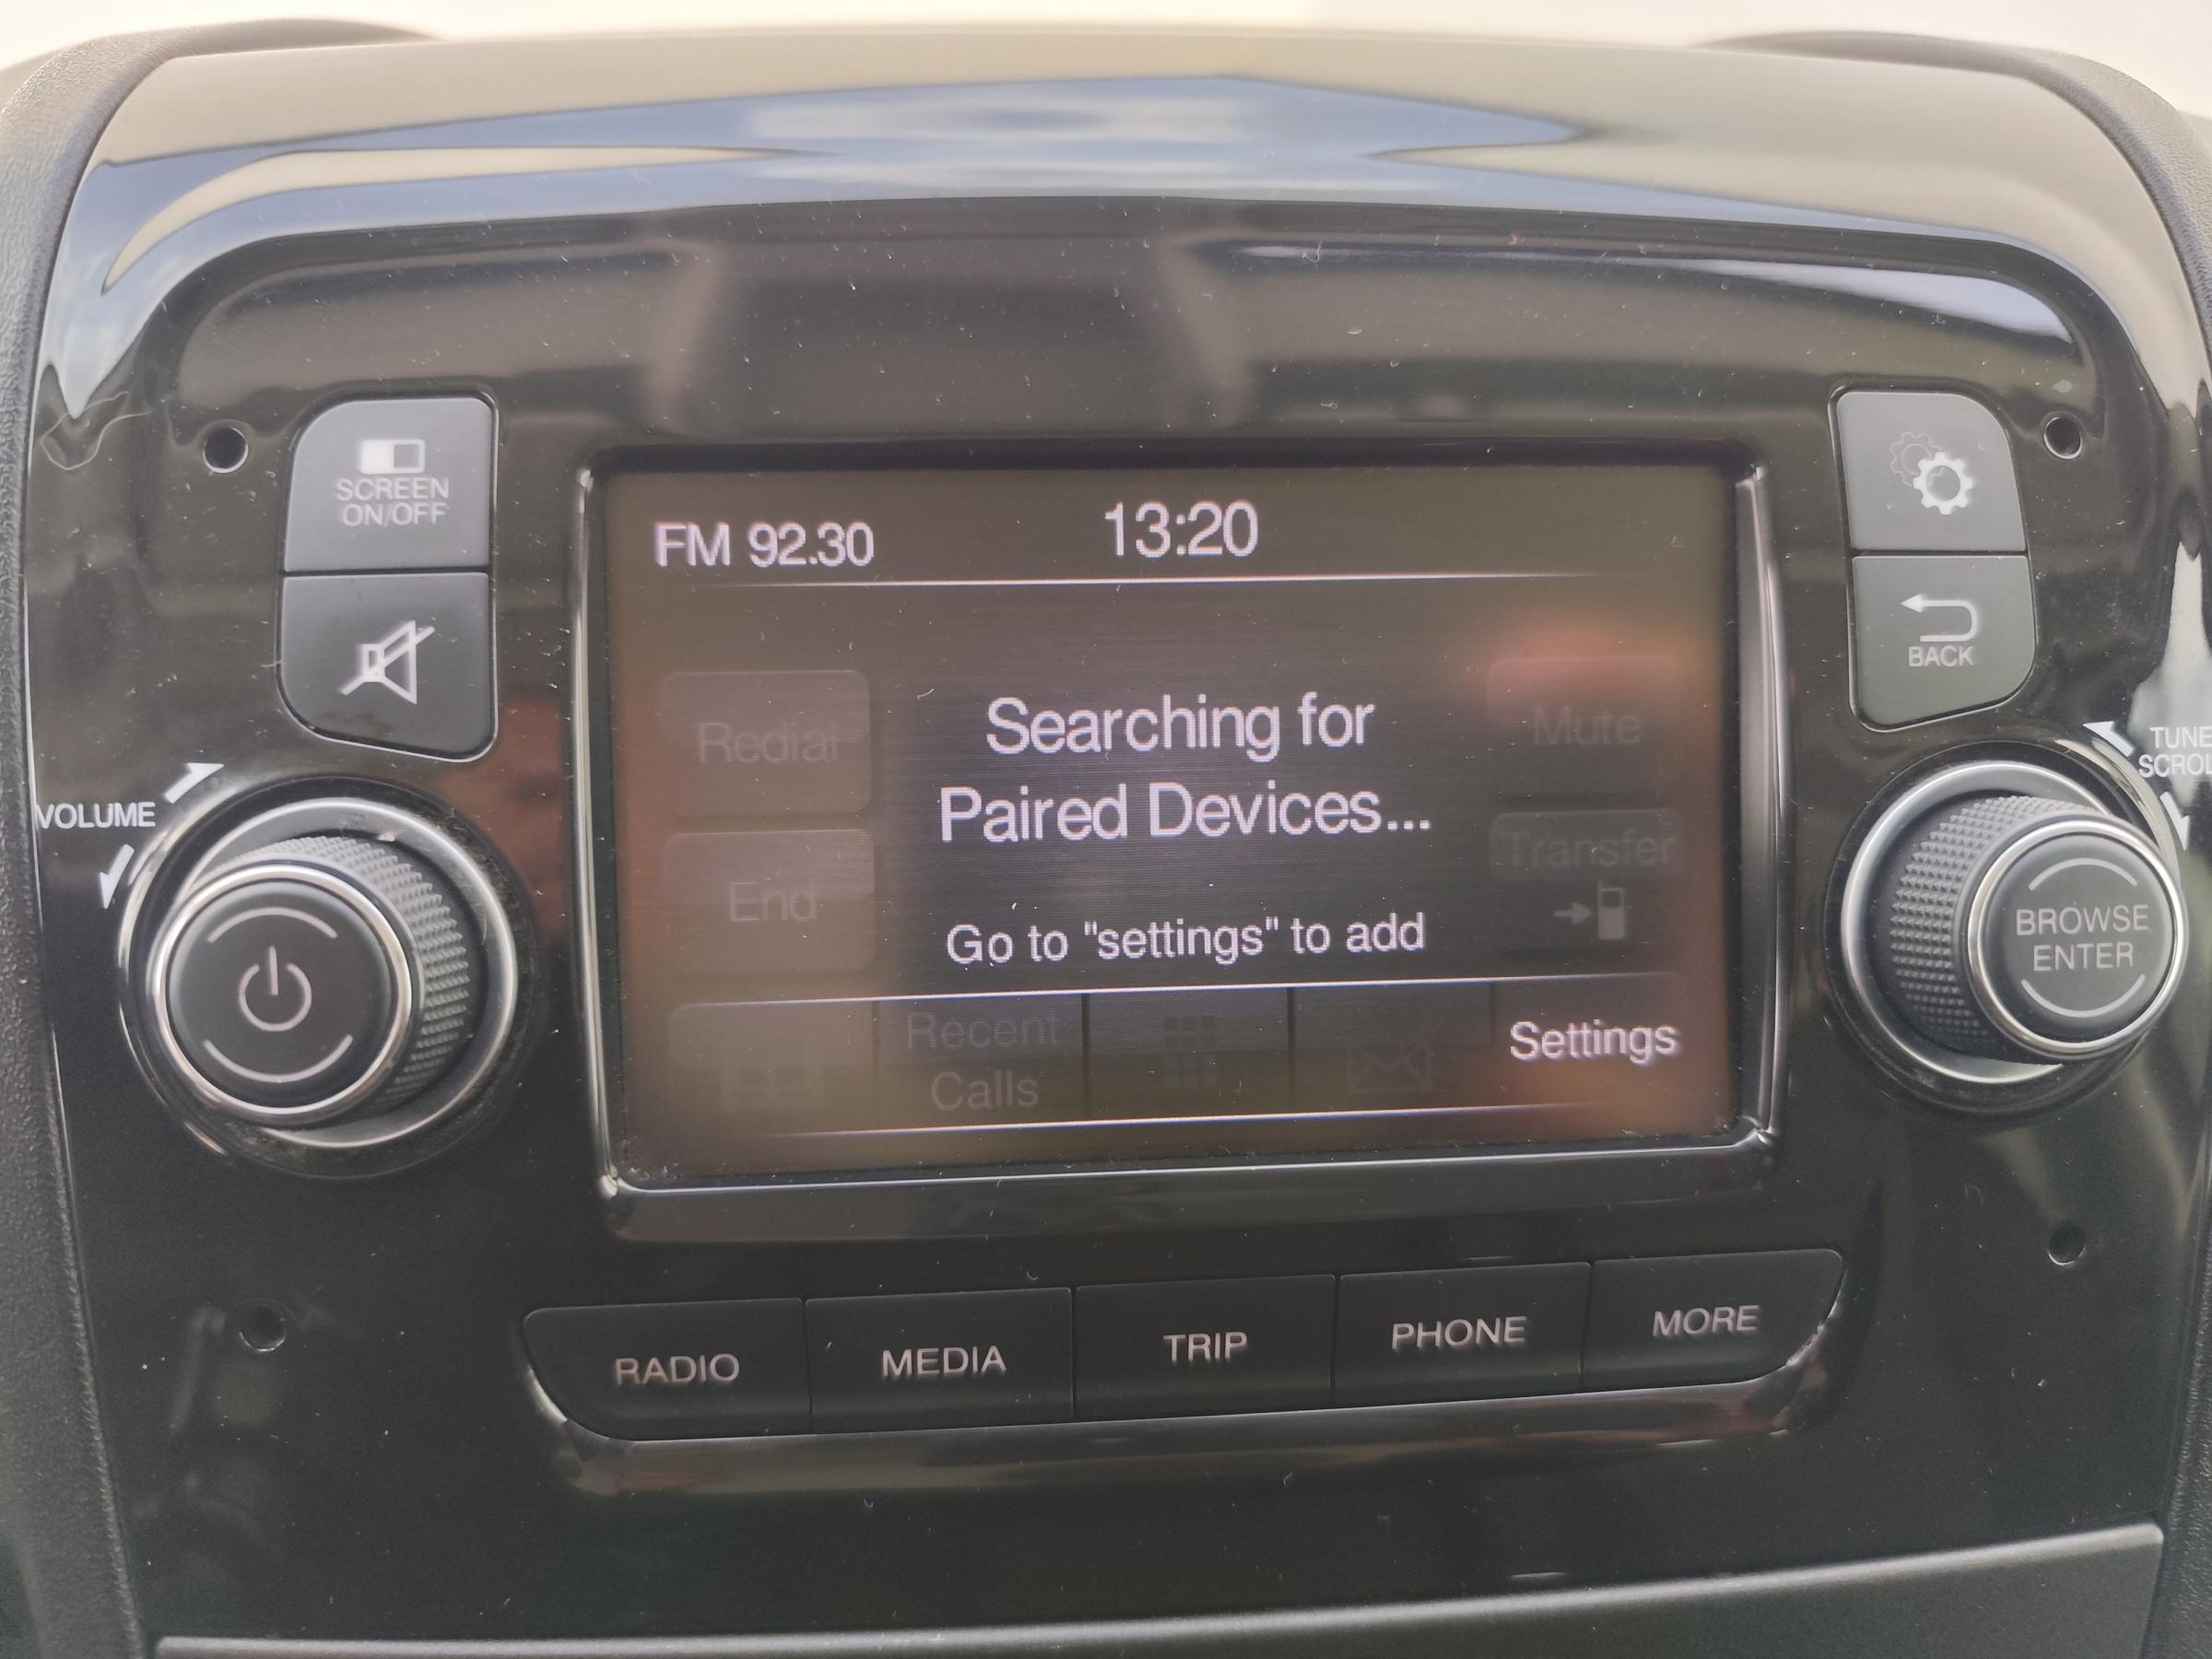 SCREEN
ON/OFF
FM 92.30
13:20
Searching for
Paired Devices...
Go to "settings" to add
Redial
End
Mute
Transfer
Recent
Calls
Settings
BACK
VOLUME
TUNE
SCROL
BROWSE
ENTER
RADIO
MEDIA
TRIP
PHONE
MORE